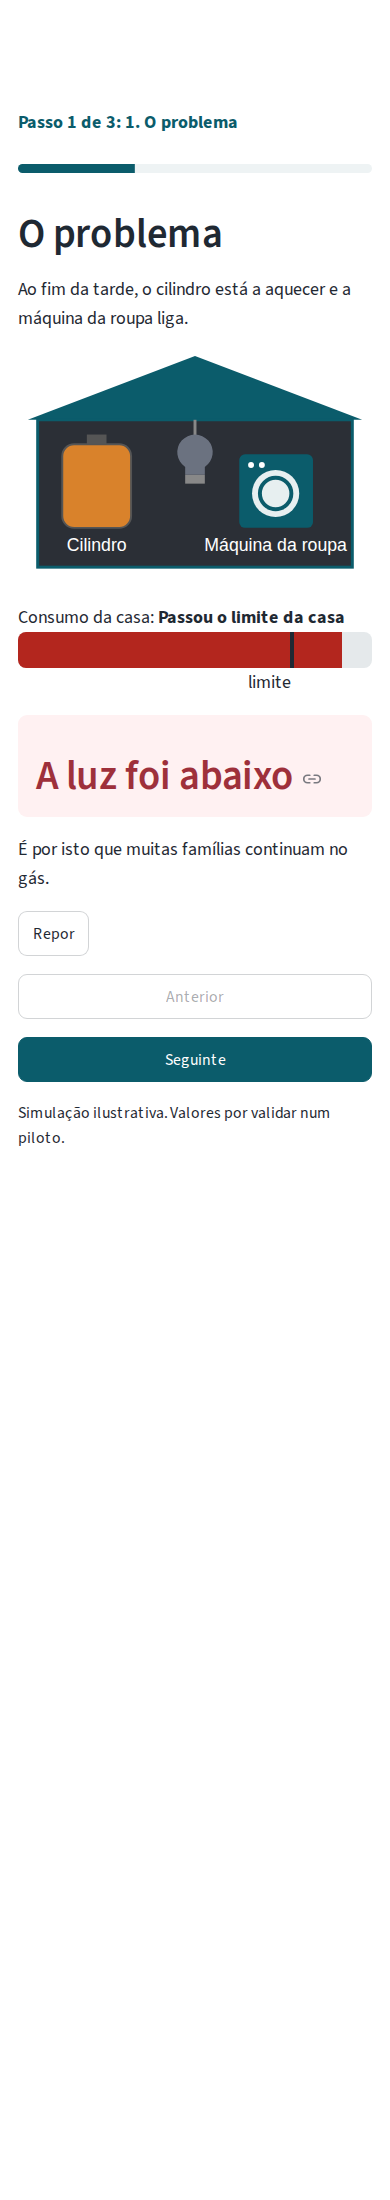 Passo 1 de 3: 1. O problema
O problema
Ao fim da tarde, o cilindro está a aquecer e a
máquina da roupa liga.
Cilindro
Máquina da roupa
Consumo da casa: Passou o limite da casa
limite
A luz foi abaixo
É por isto que muitas famílias continuam no
gás.
Repor
Anterior
Seguinte
Simulação ilustrativa. Valores por validar num
piloto.